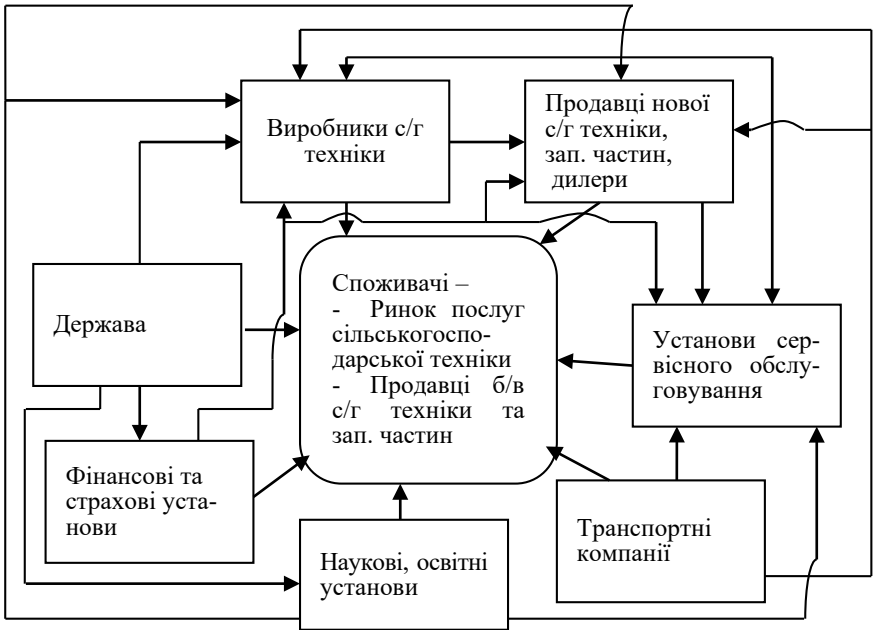 Виробники с/г
техніки
Продавці нової
с/г техніки,
зап. частин,
дилери
Держава
Споживачі –
- Ринок послуг
сільськогоспо-
дарської техніки
- Продавці б/в
с/г техніки та
зап. частин
Установи сер-
вісного обслу-
говування
Фінансові та
страхові уста-
нови
Наукові, освітні
установи
Транспортні
компанії